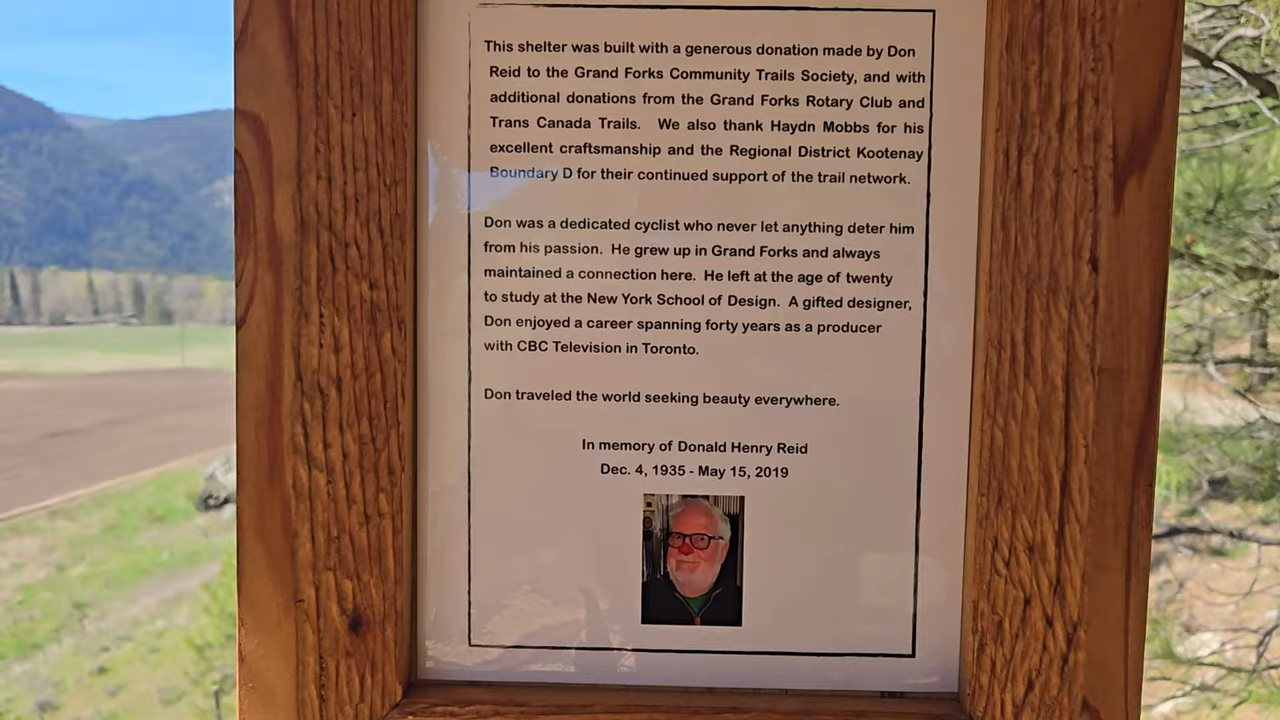 This shelter was built with a generous donation made by Don
Reid to the Grand Forks Community Trails Society, and with
additional donations from the Grand Forks Rotary Club and
Trans Canada Trails. We also thank Haydn Mobbs for his
excellent craftsmanship and the Regional District Kootenay
Boundary D for their continued support of the trail network.
Don was a dedicated cyclist who never let anything deter him
from his passion. He grew up in Grand Forks and always
maintained a connection here. He left at the age of twenty
to study at the New York School of Design. A gifted designer,
Don enjoyed a career spanning forty years as a producer
with CBC Television in Toronto.
Don traveled the world seeking beauty everywhere.
In memory of Donald Henry Reid
Dec. 4, 1935 - May 15, 2019